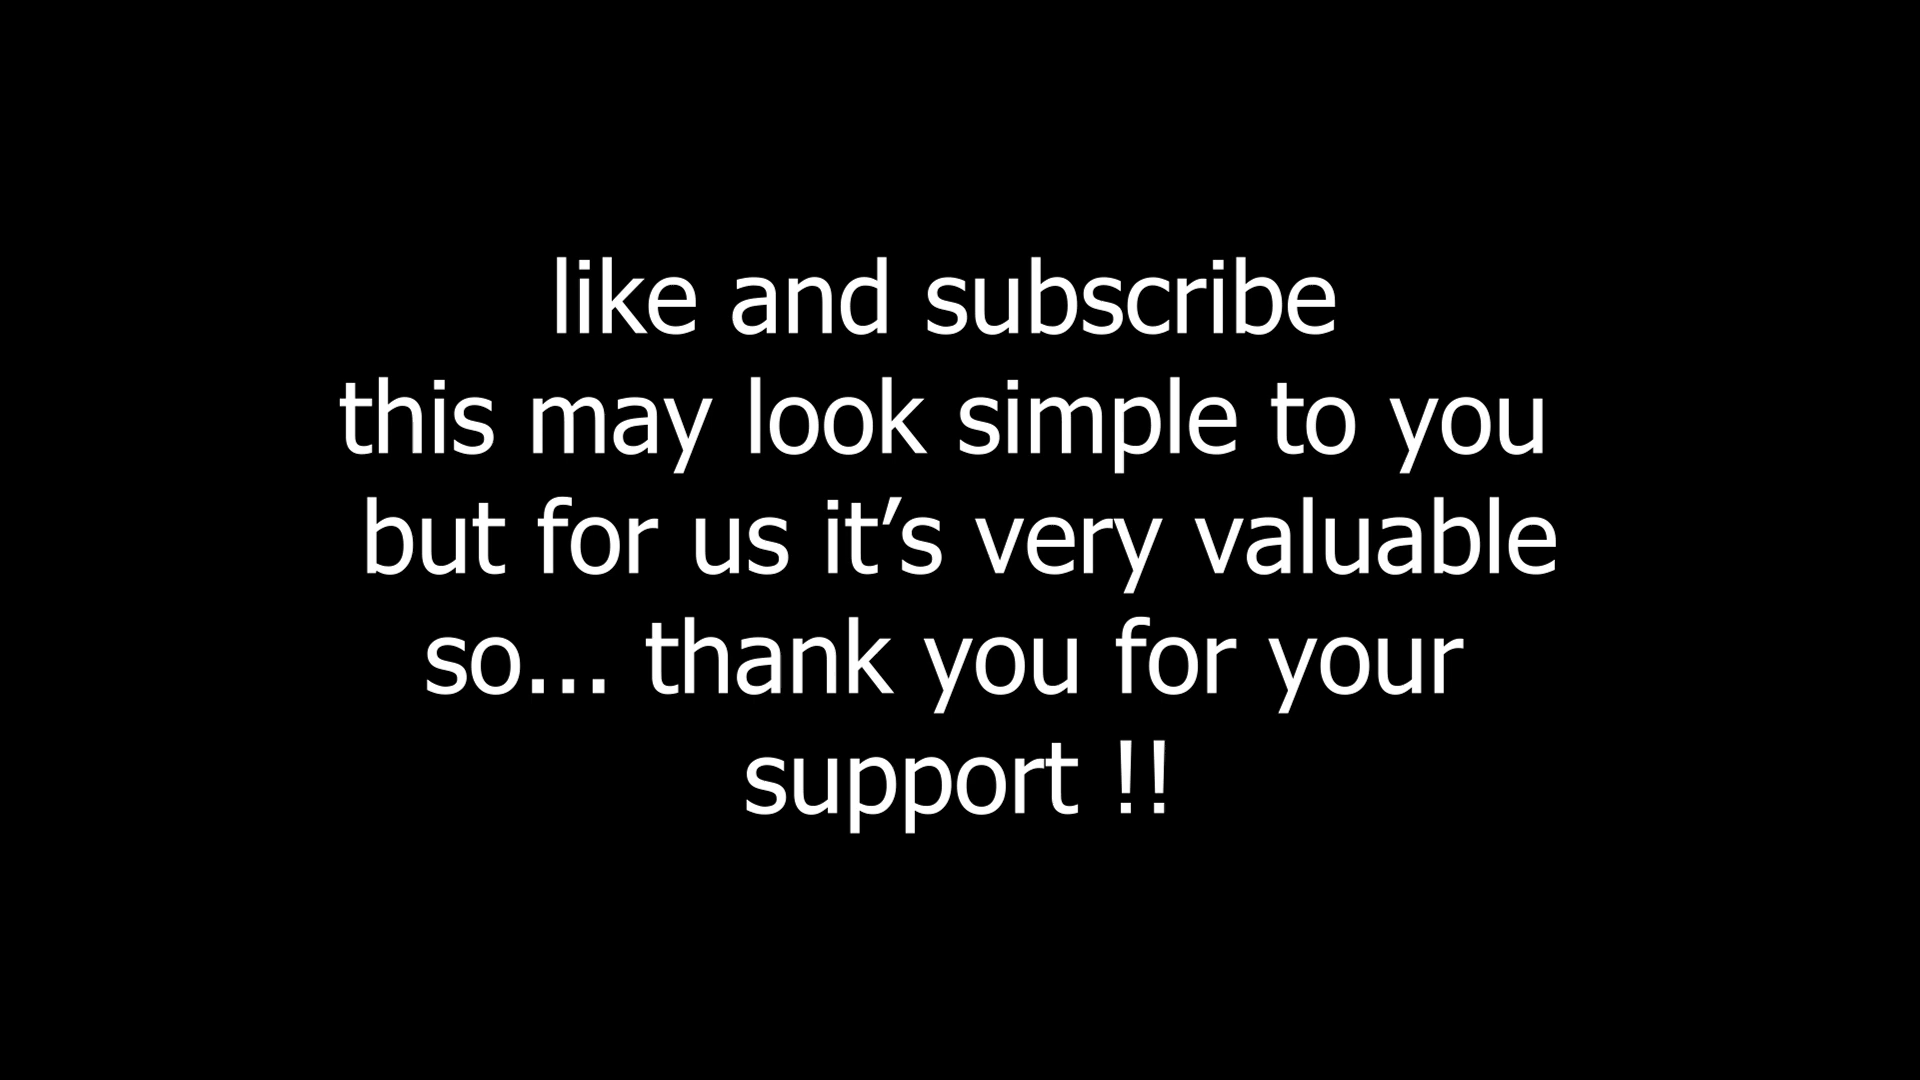 like and subscribe
this may look simple to you
but for us it’s very valuable
so... thank you for your
support !!